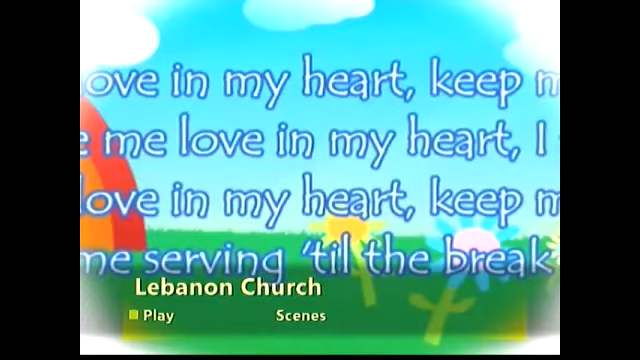 love in my heart, keep m
e me love in my heart, I
love in my heart, keep m
me serving 'til the break
Lebanon Church
Play Scenes